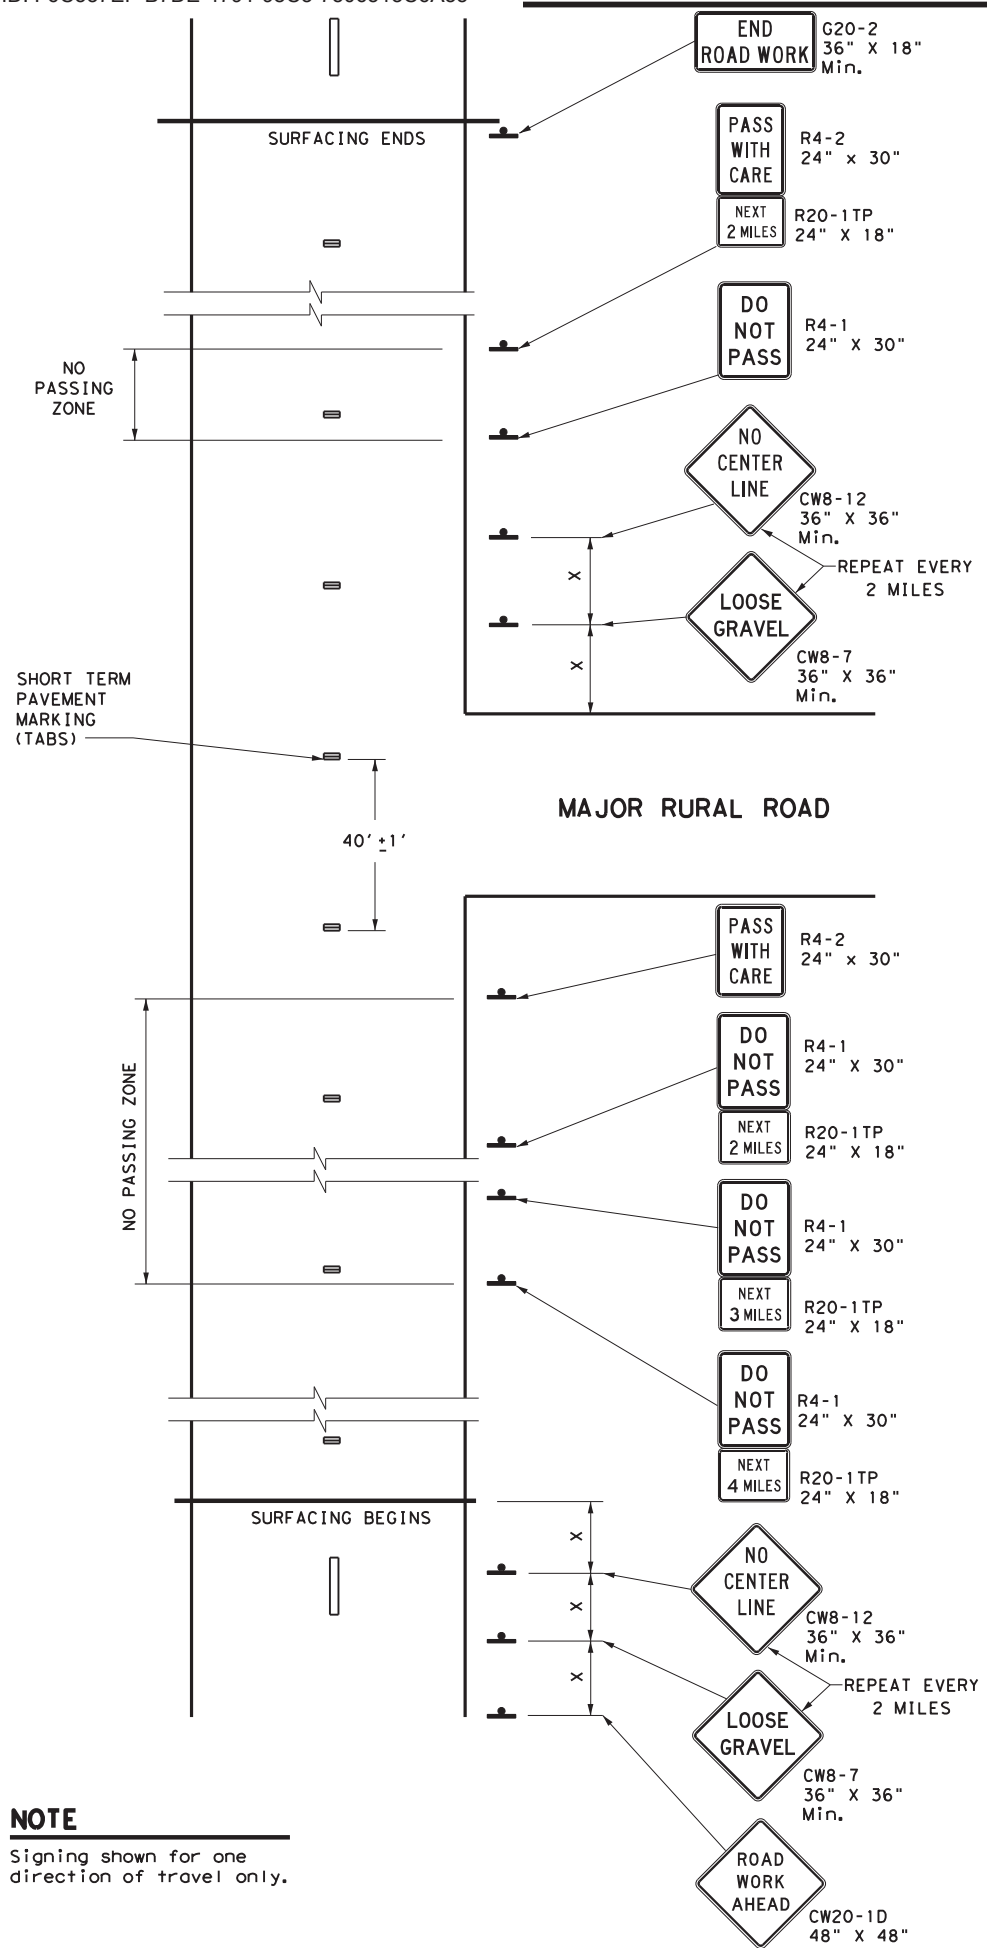 END
ROAD WORK
G20-2
36" X 18"
Min.
SURFACING ENDS
PASS
WITH
CARE
R4-2
24" x 30"
NEXT
2 MILES
R20-1TP
24" X 18"
DO
NOT
PASS
R4-1
24" X 30"
NO
PASSING
ZONE
NO
CENTER
LINE
CW8-12
36" X 36"
Min.
X
REPEAT EVERY
2 MILES
LOOSE
GRAVEL
CW8-7
36" X 36"
Min.
X
SHORT TERM
PAVEMENT
MARKING
(TABS)
MAJOR RURAL ROAD
40' ±1'
PASS
WITH
CARE
R4-2
24" x 30"
DO
NOT
PASS
R4-1
24" X 30"
NEXT
2 MILES
R20-1TP
24" X 18"
NO PASSING ZONE
DO
NOT
PASS
R4-1
24" X 30"
NEXT
3 MILES
R20-1TP
24" X 18"
DO
NOT
PASS
R4-1
24" X 30"
NEXT
4 MILES
R20-1TP
24" X 18"
SURFACING BEGINS
X
NO
CENTER
LINE
CW8-12
36" X 36"
Min.
X
REPEAT EVERY
2 MILES
X
LOOSE
GRAVEL
CW8-7
36" X 36"
Min.
NOTE
Signing shown for one
direction of travel only.
ROAD
WORK
AHEAD
CW20-1D
48" X 48"